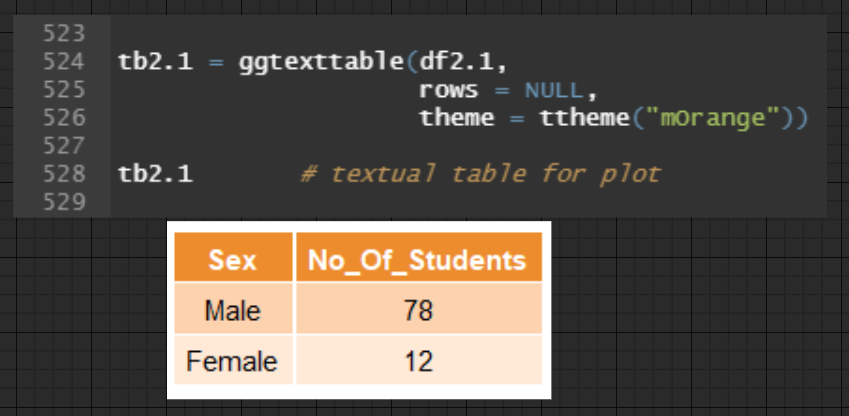 523
524 tb2.1 = ggtexttable(df2.1,
525 rows = NULL,
526 theme = ttheme("mOrange"))
527
528 tb2.1 # textual table for plot
529
Sex No_Of_Students
Male 78
Female 12